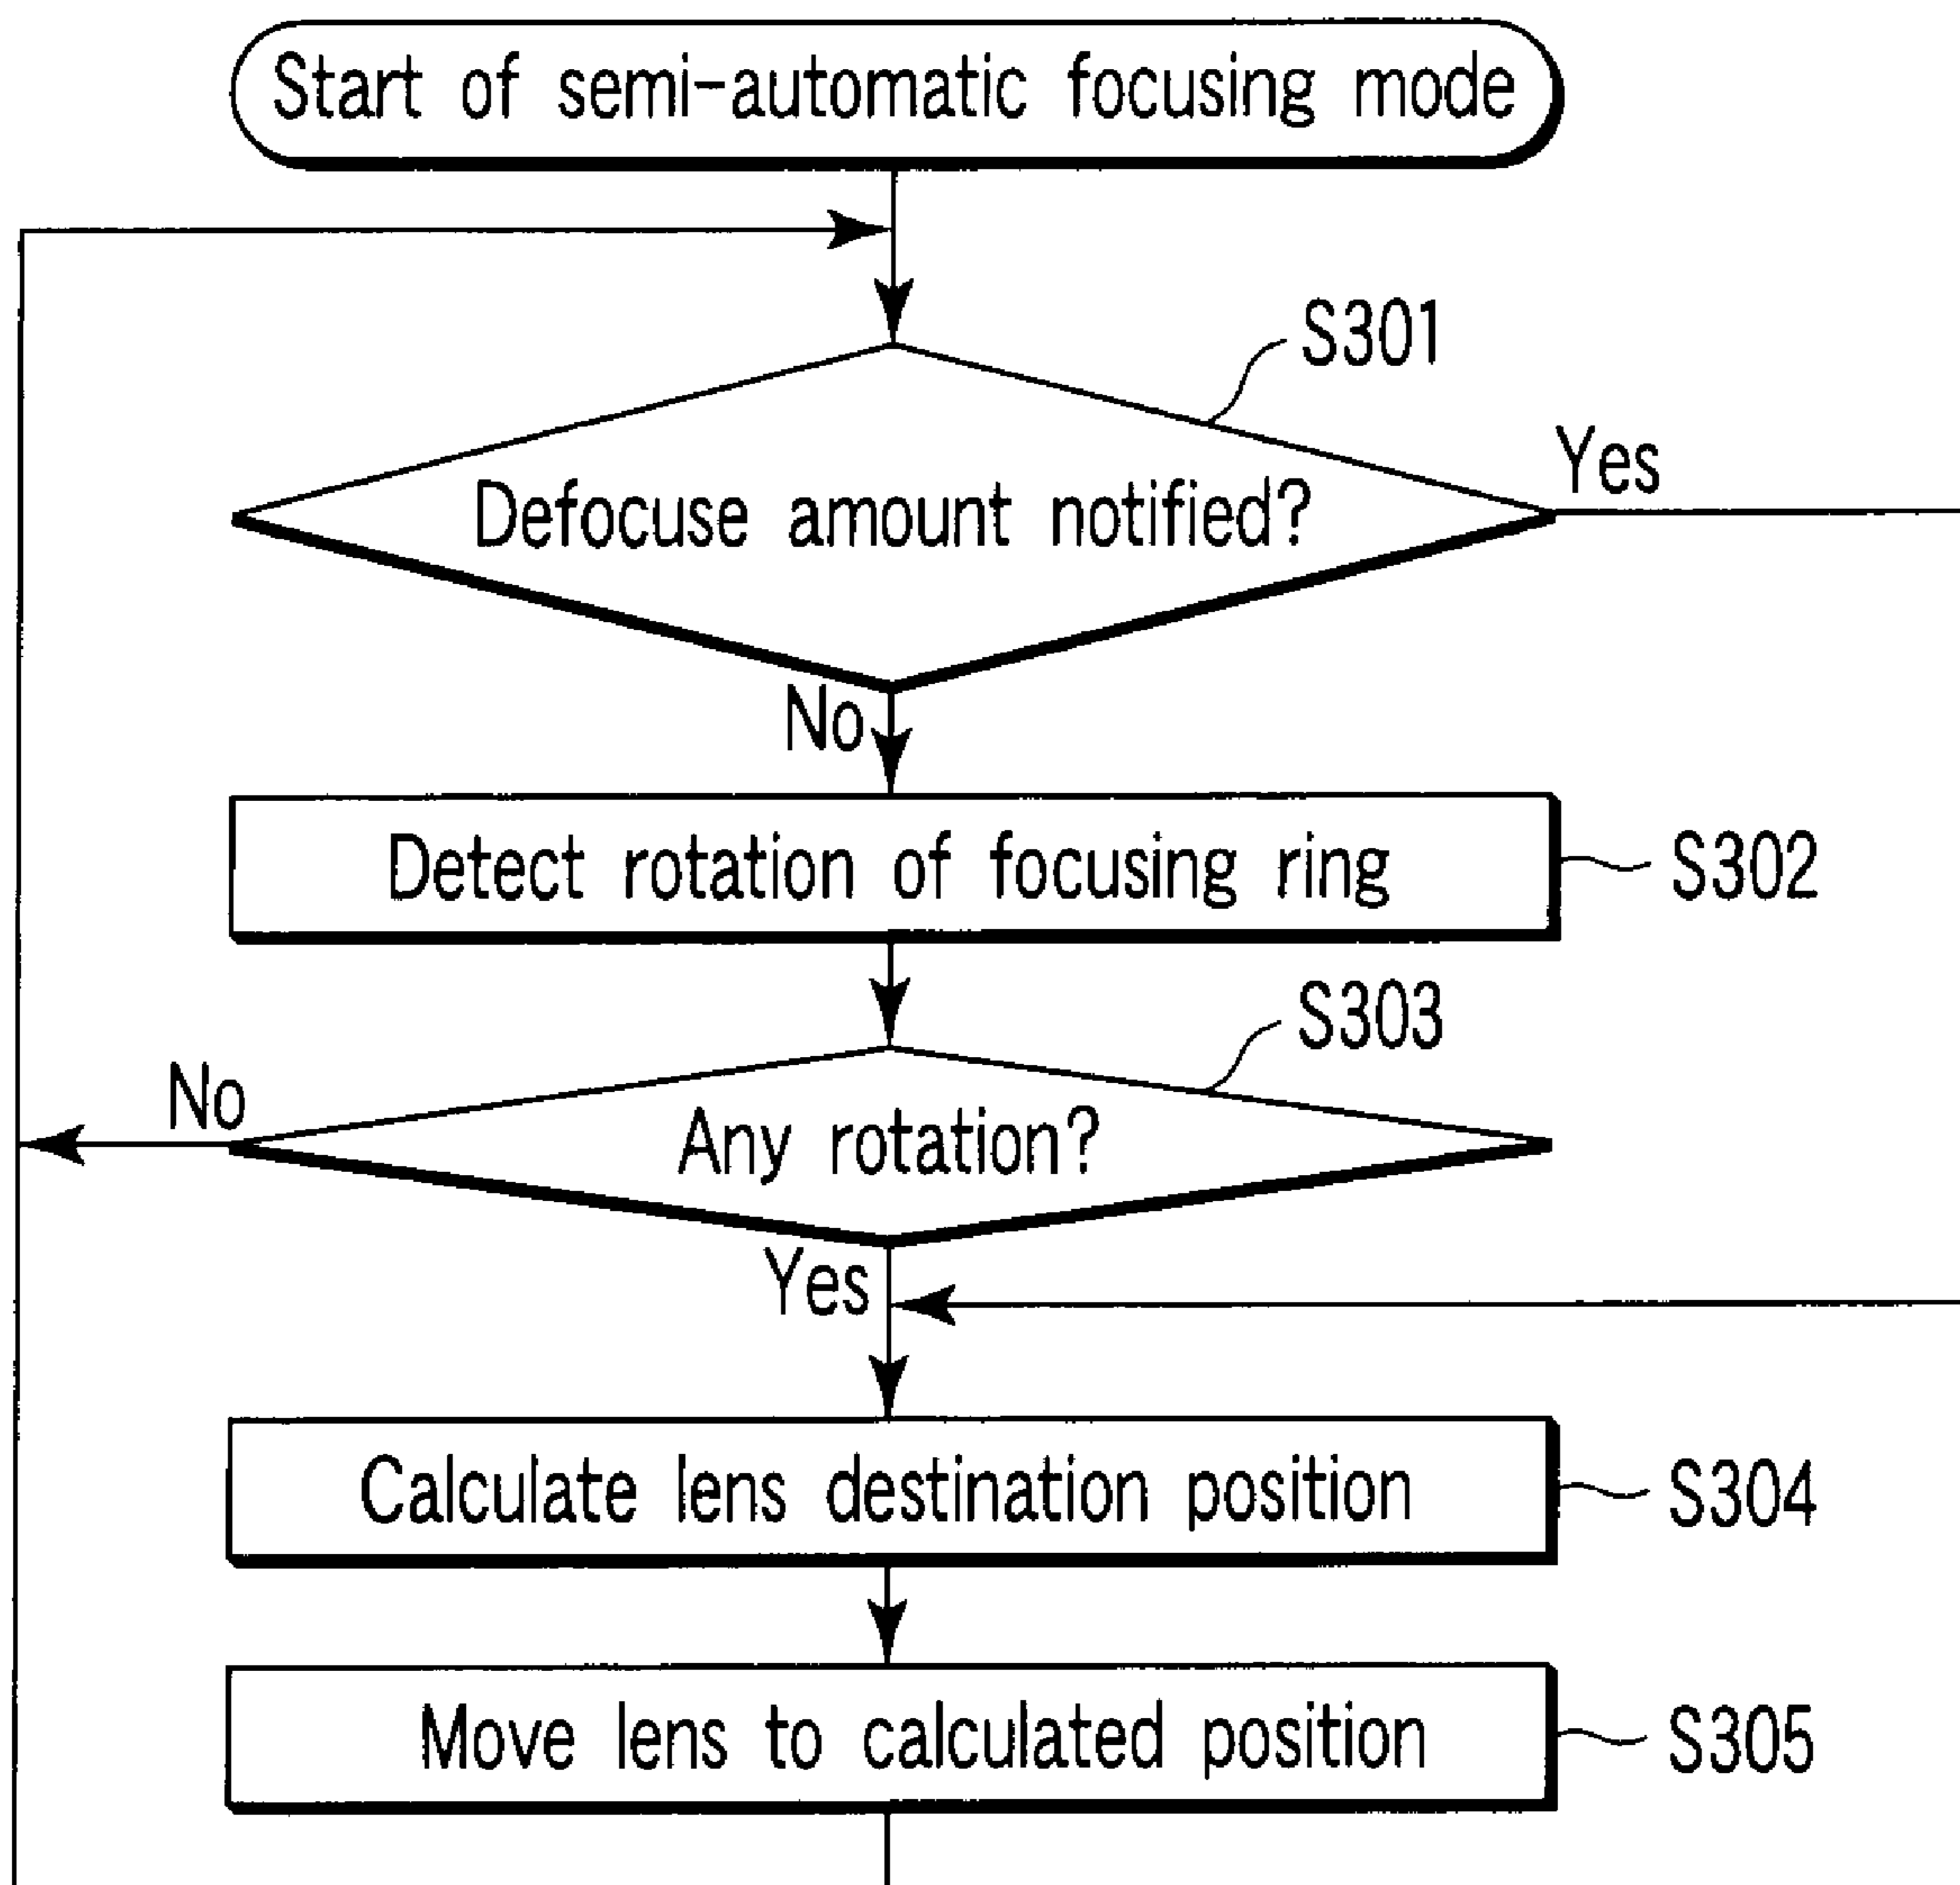 Start of semi-automatic focusing mode
S301
Yes
Defocuse amount notified?
No
Detect rotation of focusing ring
S302
S303
No
Any rotation?
Yes
Calculate lens destination position
S304
Move lens to calculated position
S305